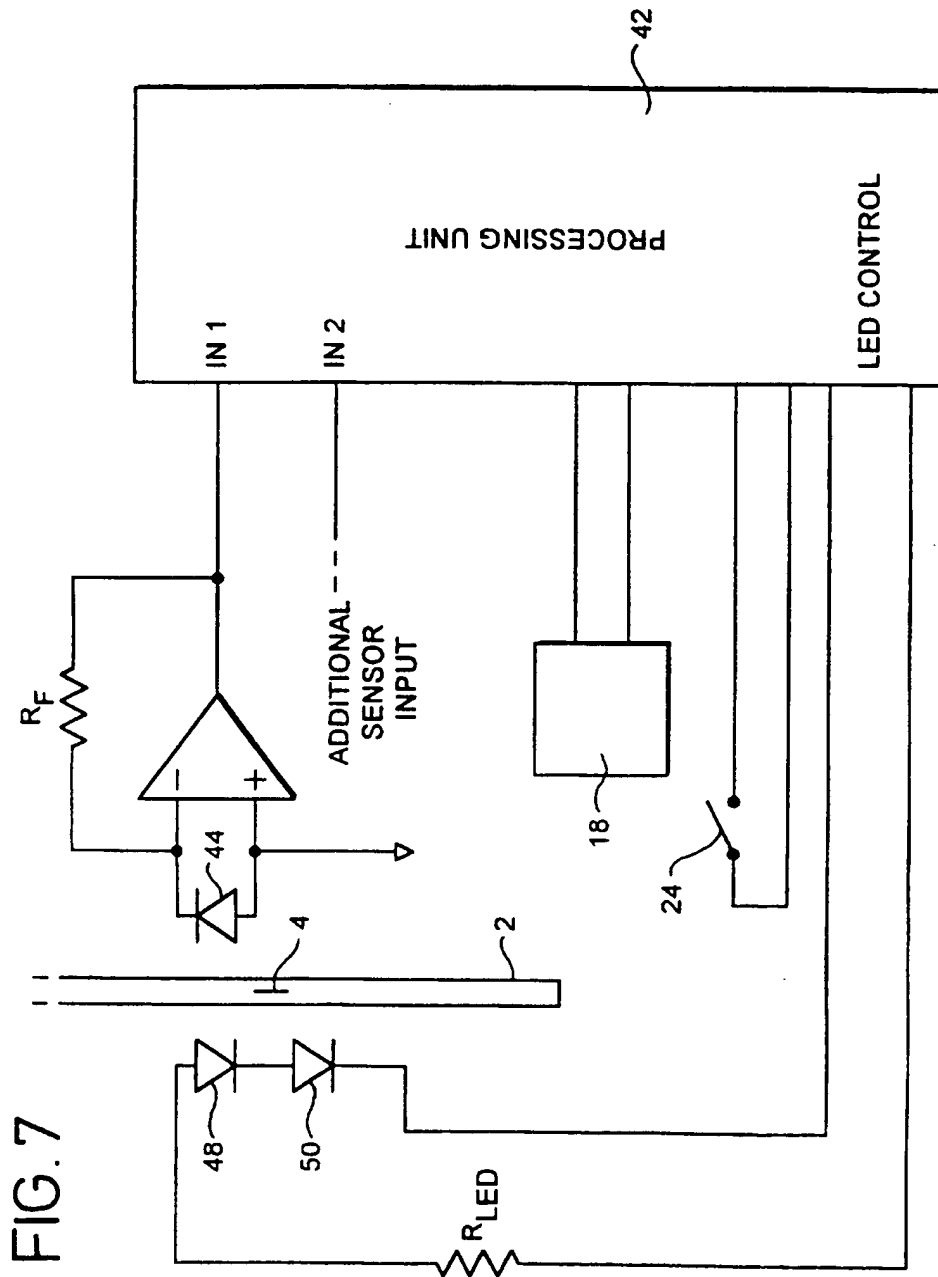 FIG. 7
R_F
44
−
+
IN 1
IN 2
ADDITIONAL
SENSOR
INPUT
PROCESSING UNIT
42
4
2
48
50
18
24
R_LED
LED CONTROL